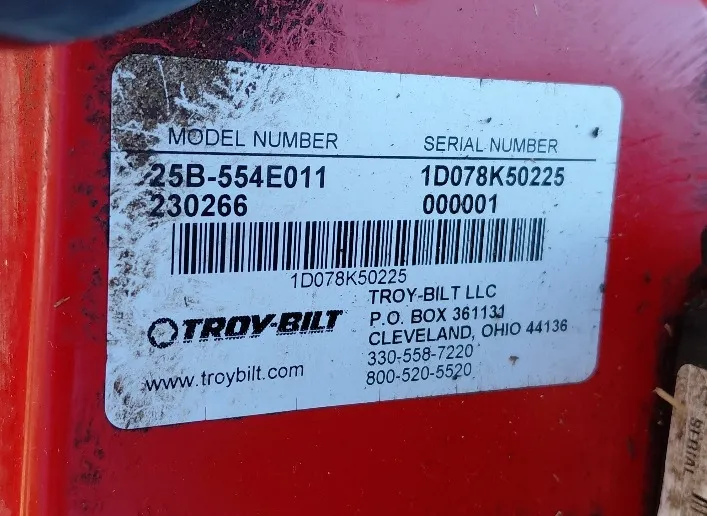 MODEL NUMBER SERIAL NUMBER
25B-554E011 1D078K50225
230266 000001
1D078K50225
TROY-BILT
www.troybilt.com
TROY-BILT LLC
P.O. BOX 361131
CLEVELAND, OHIO 44136
330-558-7220
800-520-5520
SERIAL